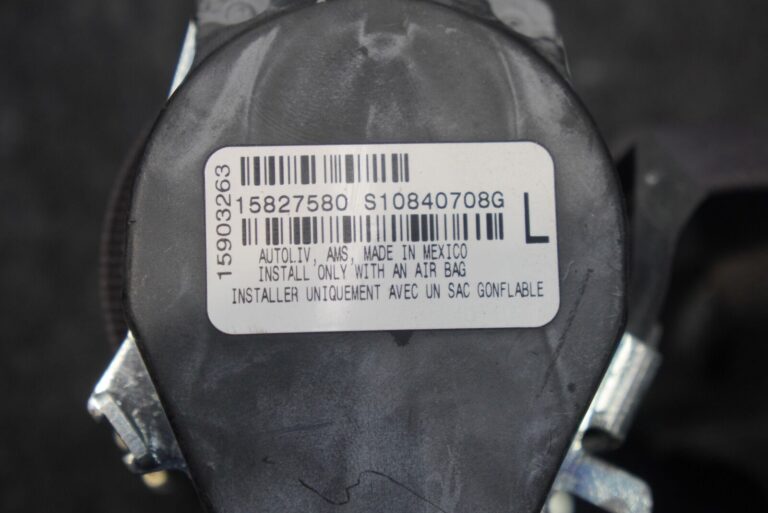 15903263
15827580 S10840708G
L
AUTOLIV, AMS, MADE IN MEXICO
INSTALL ONLY WITH AN AIR BAG
INSTALLER UNIQUEMENT AVEC UN SAC GONFLABLE